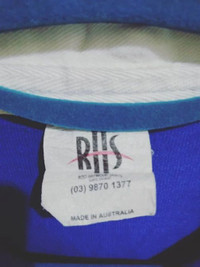 RHS
(03) 9870 1377
MADE IN AUSTRALIA